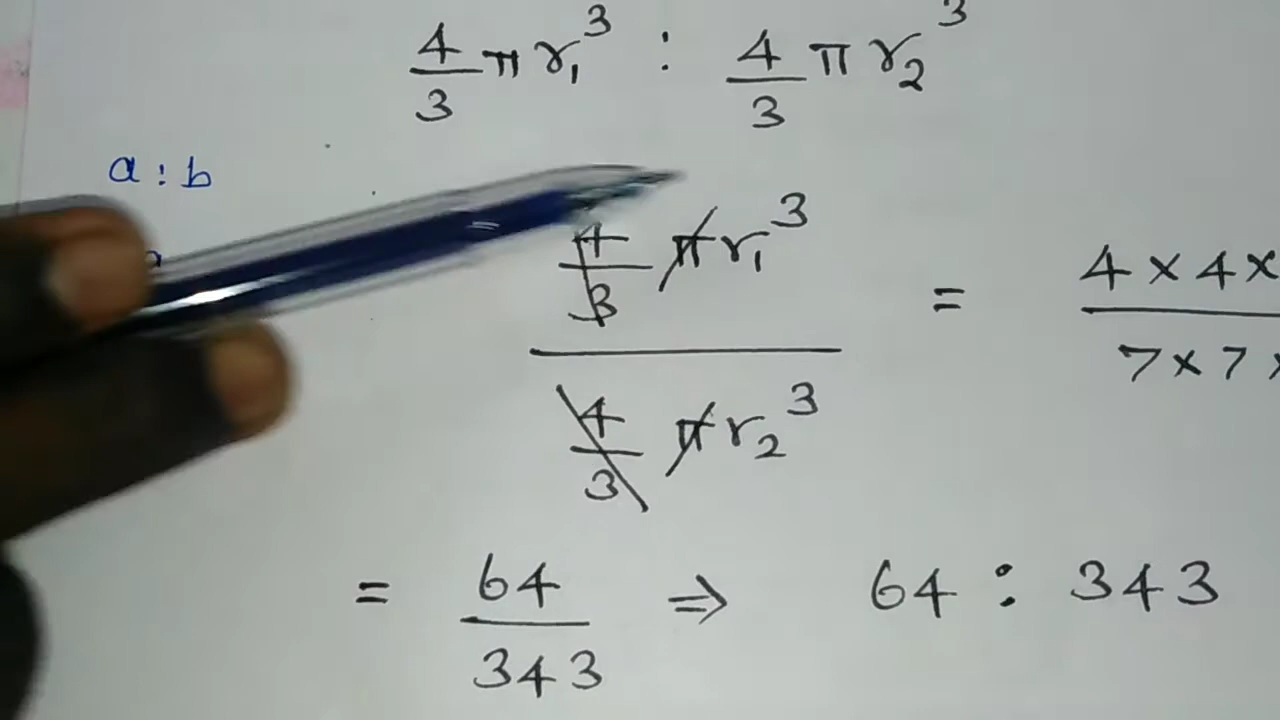 4/3 π r₁³ : 4/3 π r₂³
a : b
= 4/3 π r₁³ / 4/3 π r₂³ = 4 × 4 × / 7 × 7 ×
= 64/343 ⇒ 64 : 343